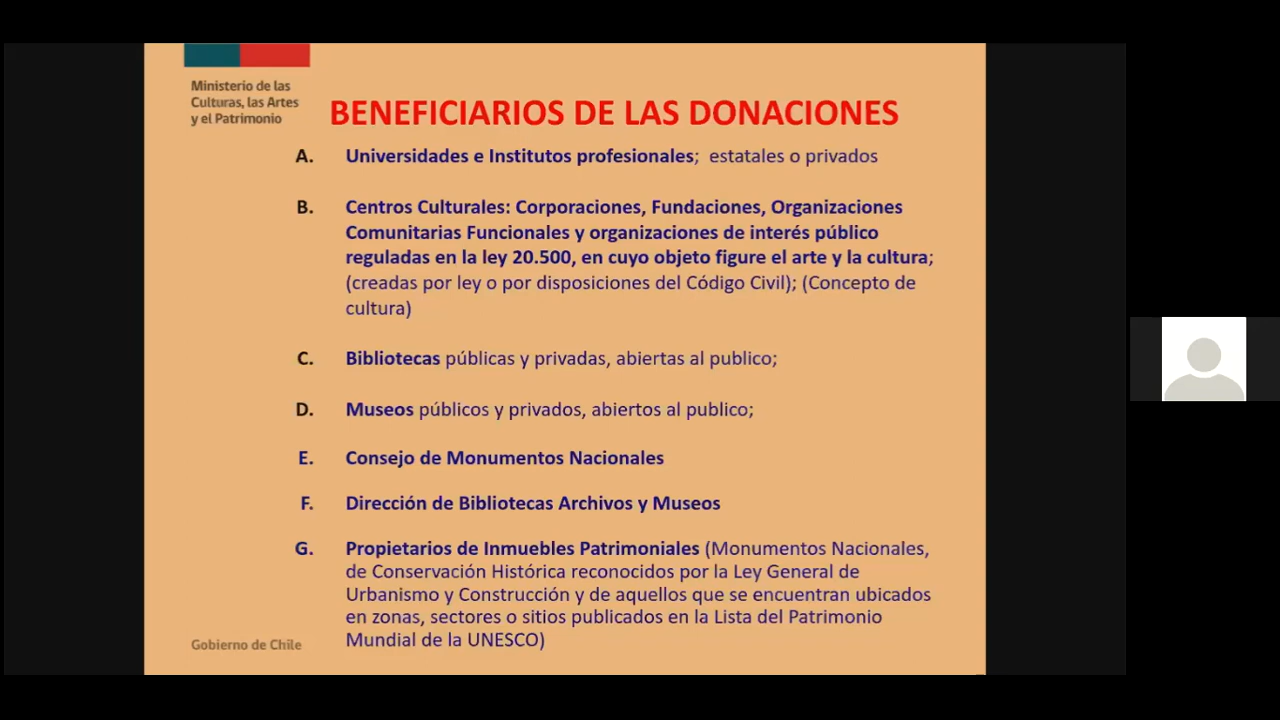 Ministerio de las
Culturas, las Artes
y el Patrimonio
BENEFICIARIOS DE LAS DONACIONES
A. Universidades e Institutos profesionales; estatales o privados
B. Centros Culturales: Corporaciones, Fundaciones, Organizaciones
Comunitarias Funcionales y organizaciones de interés público
reguladas en la ley 20.500, en cuyo objeto figure el arte y la cultura;
(creadas por ley o por disposiciones del Código Civil); (Concepto de
cultura)
C. Bibliotecas públicas y privadas, abiertas al publico;
D. Museos públicos y privados, abiertos al publico;
E. Consejo de Monumentos Nacionales
F. Dirección de Bibliotecas Archivos y Museos
G. Propietarios de Inmuebles Patrimoniales (Monumentos Nacionales,
de Conservación Histórica reconocidos por la Ley General de
Urbanismo y Construcción y de aquellos que se encuentran ubicados
en zonas, sectores o sitios publicados en la Lista del Patrimonio
Mundial de la UNESCO)
Gobierno de Chile